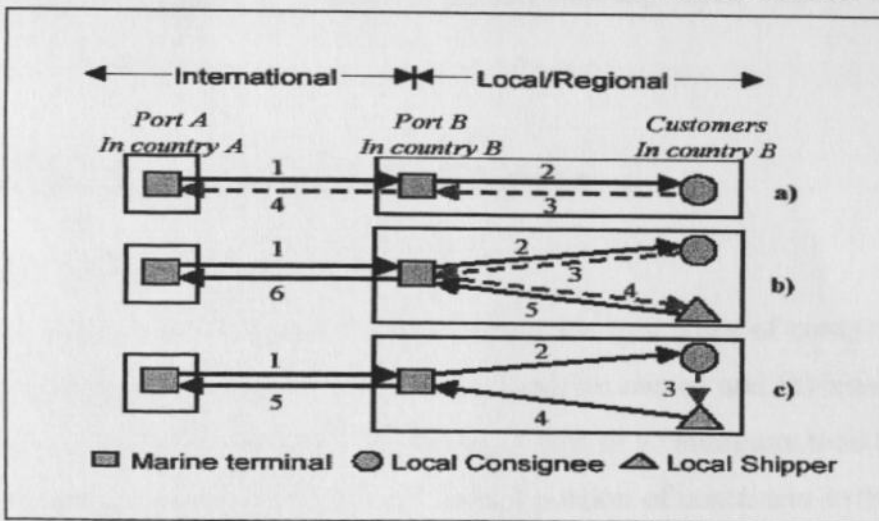 International Local/Regional
Port A Port B Customers
In country A In country B In country B
1 2
4 3 a)
1 2
3
6 5 4 b)
1 2
5 4 3 c)
Marine terminal Local Consignee Local Shipper